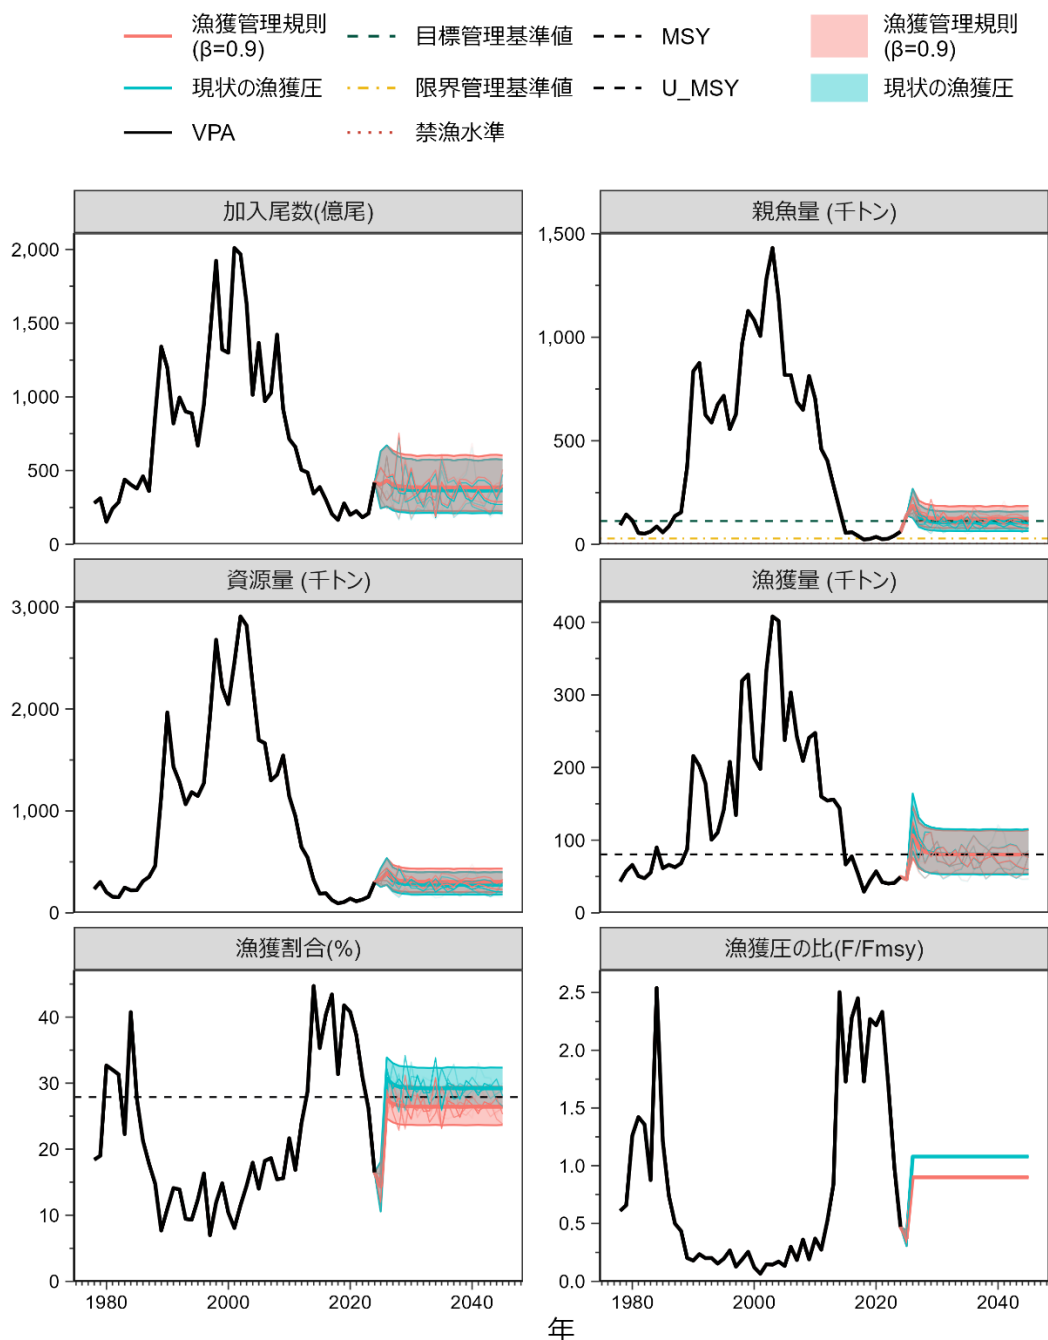 漁獲管理規則
(β=0.9)
目標管理基準値
MSY
漁獲管理規則
(β=0.9)
現状の漁獲圧
限界管理基準値
U_MSY
現状の漁獲圧
VPA
禁漁水準
加入尾数(億尾)
2,000
1,500
1,000
500
0
親魚量 (千トン)
1,500
1,000
500
0
資源量 (千トン)
3,000
2,000
1,000
0
漁獲量 (千トン)
400
300
200
100
0
漁獲割合(%)
40
30
20
10
0
1980
2000
2020
2040
漁獲圧の比(F/Fmsy)
2.5
2.0
1.5
1.0
0.5
0.0
1980
2000
2020
2040
年